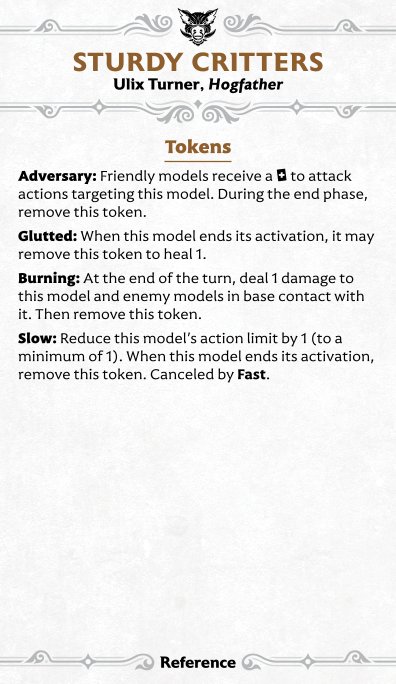 STURDY CRITTERS
Ulix Turner, Hogfather
Tokens
Adversary: Friendly models receive a to attack
actions targeting this model. During the end phase,
remove this token.
Glutted: When this model ends its activation, it may
remove this token to heal 1.
Burning: At the end of the turn, deal 1 damage to
this model and enemy models in base contact with
it. Then remove this token.
Slow: Reduce this model’s action limit by 1 (to a
minimum of 1). When this model ends its activation,
remove this token. Canceled by Fast.
Reference